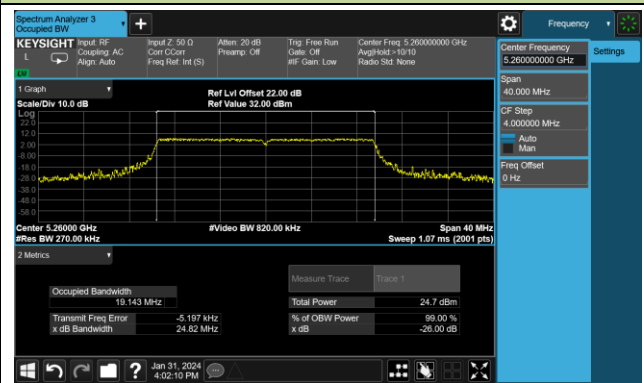 Spectrum Analyzer 3
Occupied BW
Frequency
KEYSIGHT Input: RF Input Z: 50 Ω Atten: 20 dB Trig: Free Run Center Freq: 5.260000000 GHz
L Coupling: AC Corr CCorr Preamp: Off Gate: Off Avg|Hold:>10/10
Align: Auto Freq Ref: Int (S) #IF Gain: Low Radio Std: None
Center Frequency
5.260000000 GHz
Settings
Span
40.000 MHz
CF Step
4.000000 MHz
Auto
Man
Freq Offset
0 Hz
1 Graph
Ref Lvl Offset 22.00 dB
Scale/Div 10.0 dB Ref Value 32.00 dBm
Log
22.0
12.0
2.00
-8.00
-18.0
-28.0
-38.0
-48.0
-58.0
Center 5.26000 GHz #Video BW 820.00 kHz Span 40 MHz
#Res BW 270.00 kHz Sweep 1.07 ms (2001 pts)
2 Metrics
Measure Trace Trace 1
Occupied Bandwidth
19.143 MHz Total Power 24.7 dBm
Transmit Freq Error -5.197 kHz % of OBW Power 99.00 %
x dB Bandwidth 24.82 MHz x dB -26.00 dB
Jan 31, 2024
4:02:10 PM